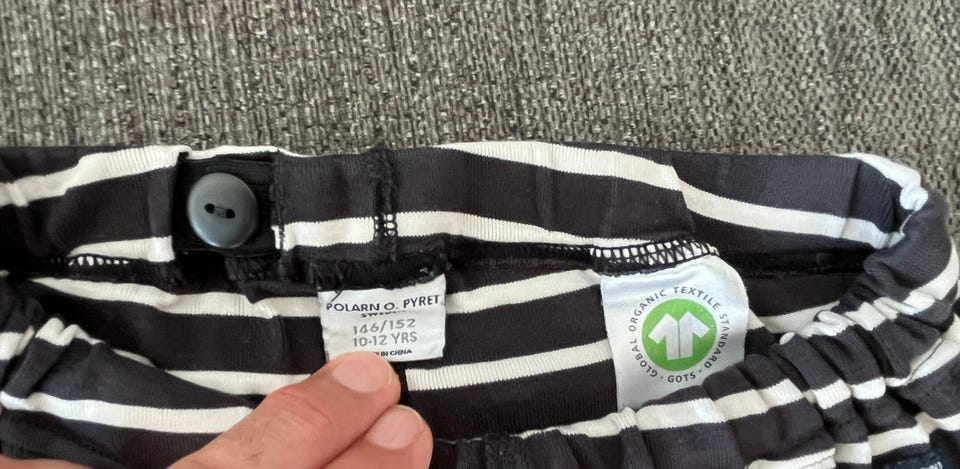 POLARN O. PYRET
SWEDEN
146/152
10-12 YRS
IN CHINA
GLOBAL ORGANIC TEXTILE STANDARD
· GOTS ·